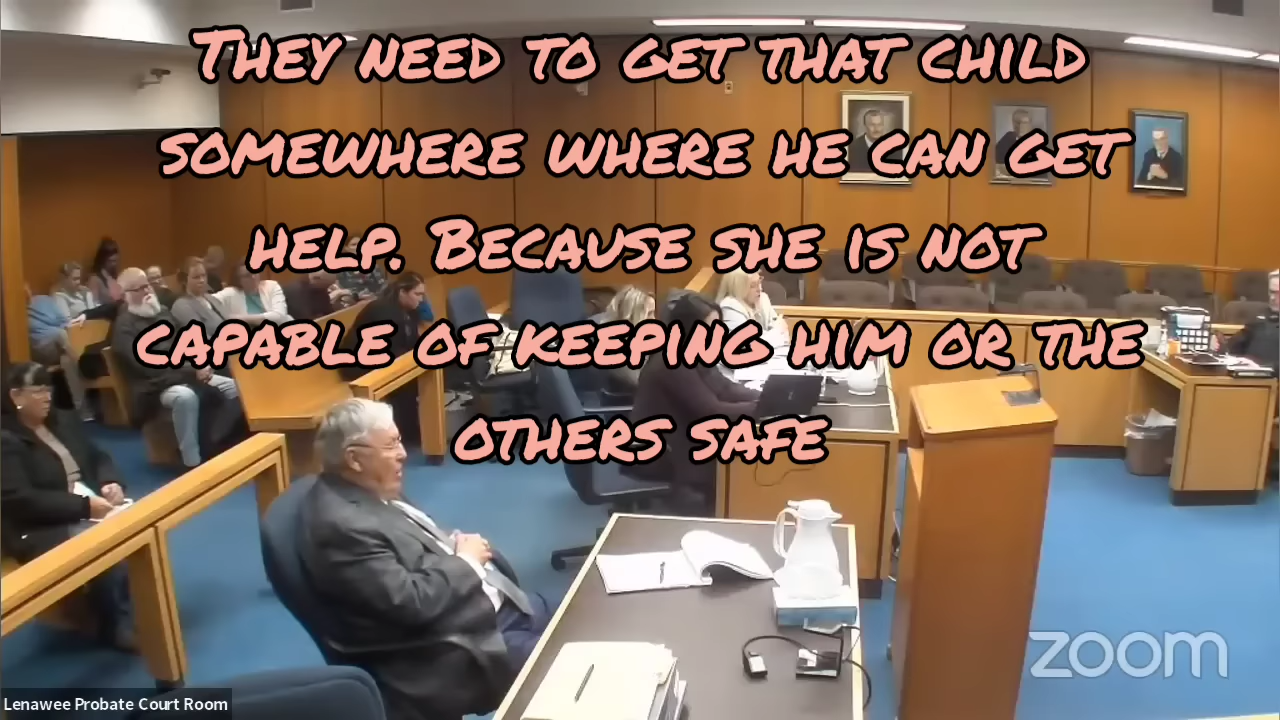 They need to get that child
somewhere where he can get
help. Because she is not
capable of keeping him or the
others safe
zoom
Lenawee Probate Court Room